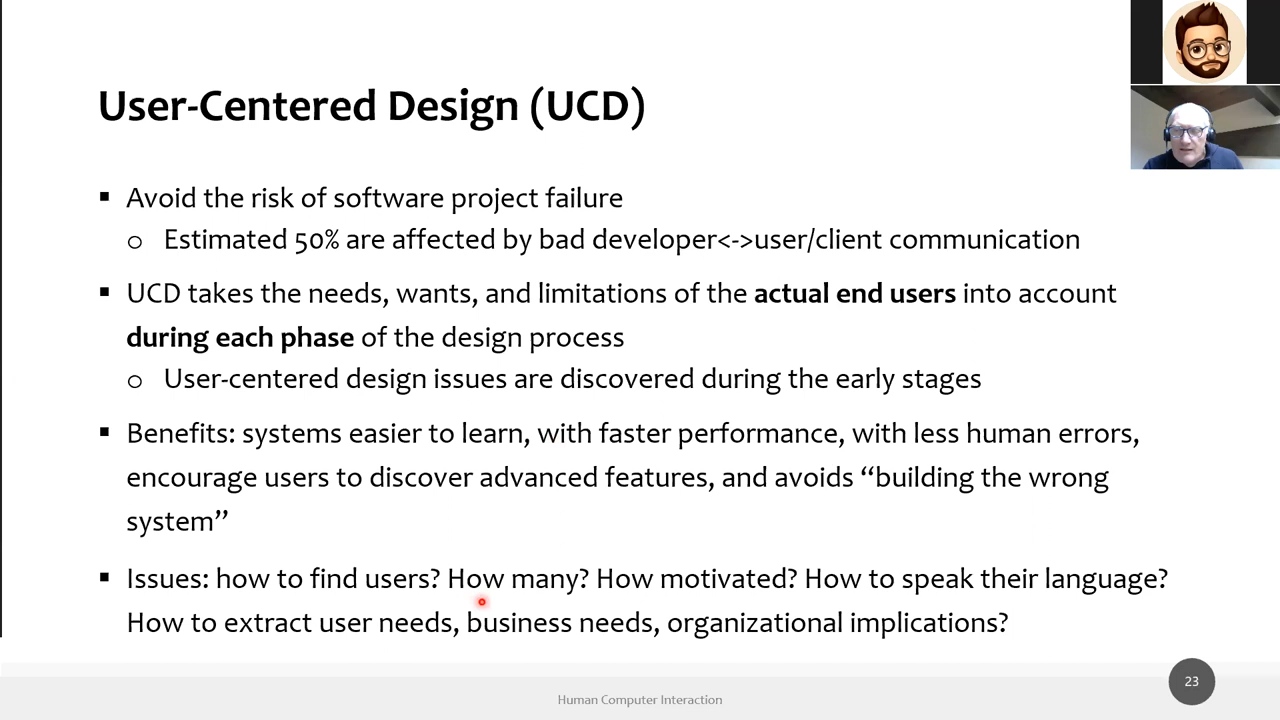 User-Centered Design (UCD)
▪ Avoid the risk of software project failure
o Estimated 50% are affected by bad developer<->user/client communication
▪ UCD takes the needs, wants, and limitations of the actual end users into account
during each phase of the design process
o User-centered design issues are discovered during the early stages
▪ Benefits: systems easier to learn, with faster performance, with less human errors,
encourage users to discover advanced features, and avoids “building the wrong
system”
▪ Issues: how to find users? How many? How motivated? How to speak their language?
How to extract user needs, business needs, organizational implications?
Human Computer Interaction
23